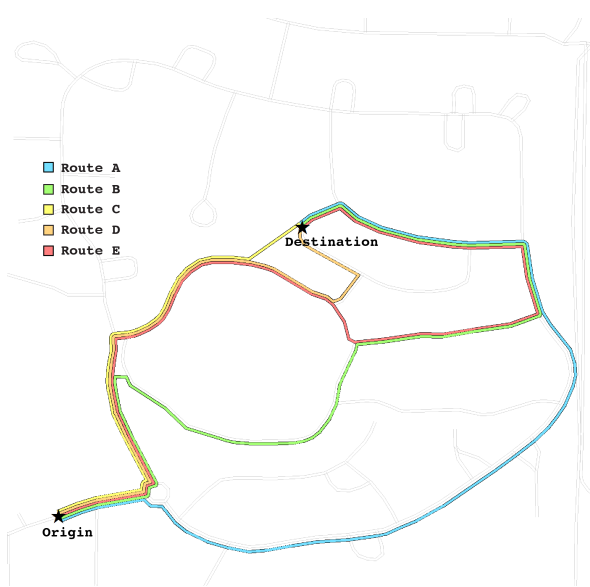 Route A
Route B
Route C
Route D
Route E
Destination
Origin